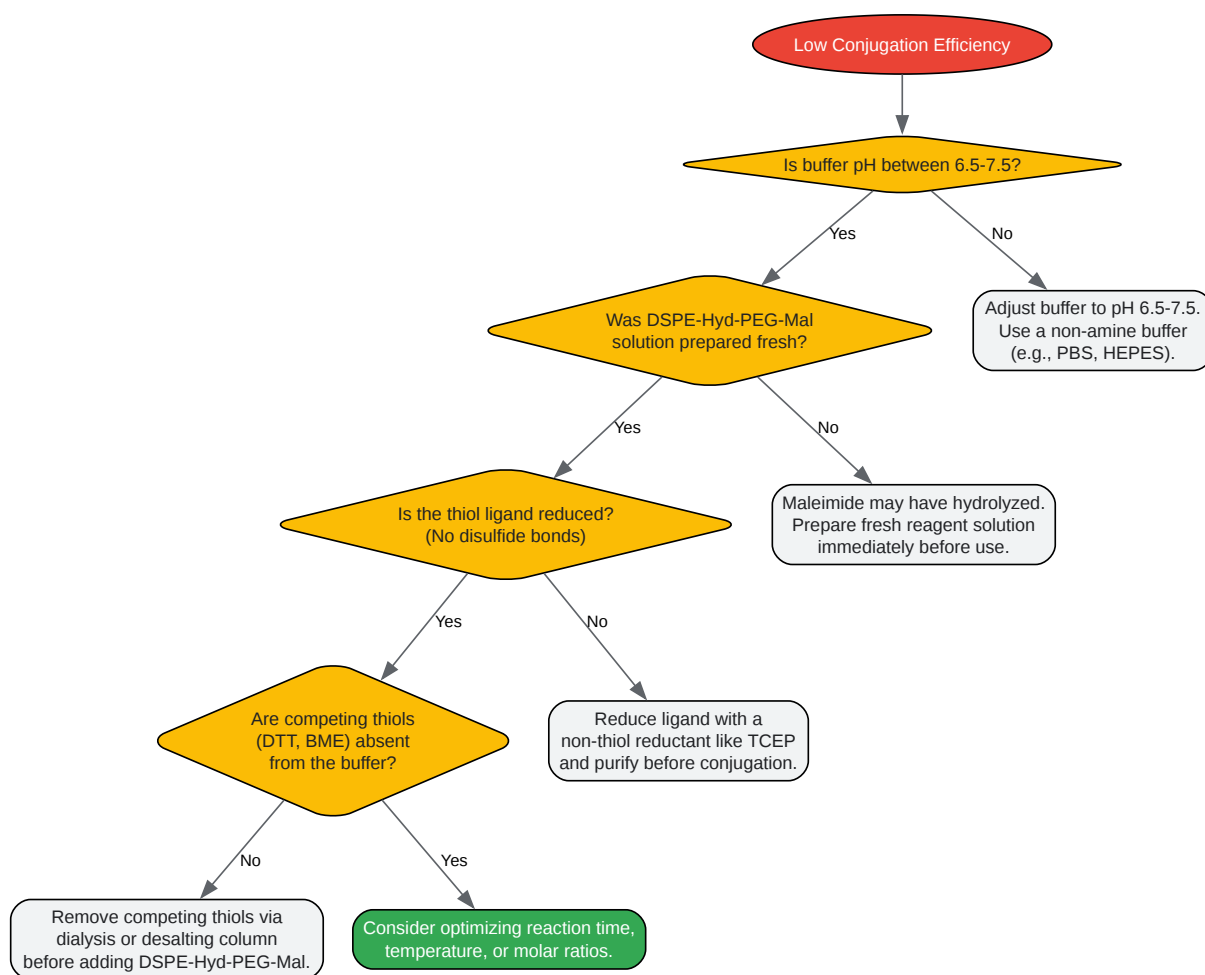 Low Conjugation Efficiency
Is buffer pH between 6.5-7.5?
Yes
No
Adjust buffer to pH 6.5-7.5.
Use a non-amine buffer
(e.g., PBS, HEPES).
Was DSPE-Hyd-PEG-Mal
solution prepared fresh?
Yes
No
Maleimide may have hydrolyzed.
Prepare fresh reagent solution
immediately before use.
Is the thiol ligand reduced?
(No disulfide bonds)
Yes
No
Reduce ligand with a
non-thiol reductant like TCEP
and purify before conjugation.
Are competing thiols
(DTT, BME) absent
from the buffer?
No
Yes
Remove competing thiols via
dialysis or desalting column
before adding DSPE-Hyd-PEG-Mal.
Consider optimizing reaction time,
temperature, or molar ratios.